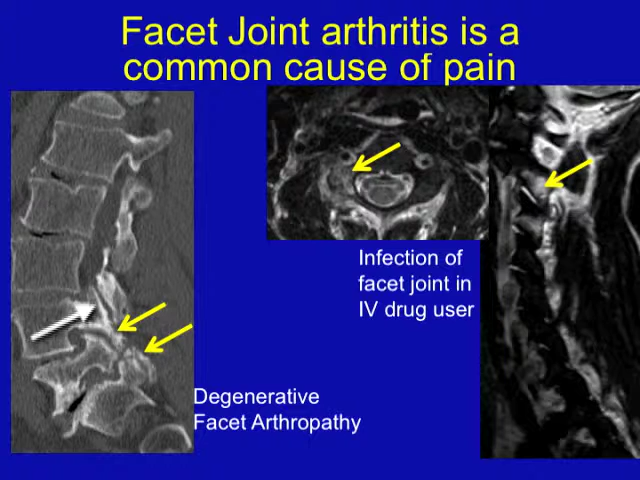 Facet Joint arthritis is a
common cause of pain
Infection of
facet joint in
IV drug user
Degenerative
Facet Arthropathy